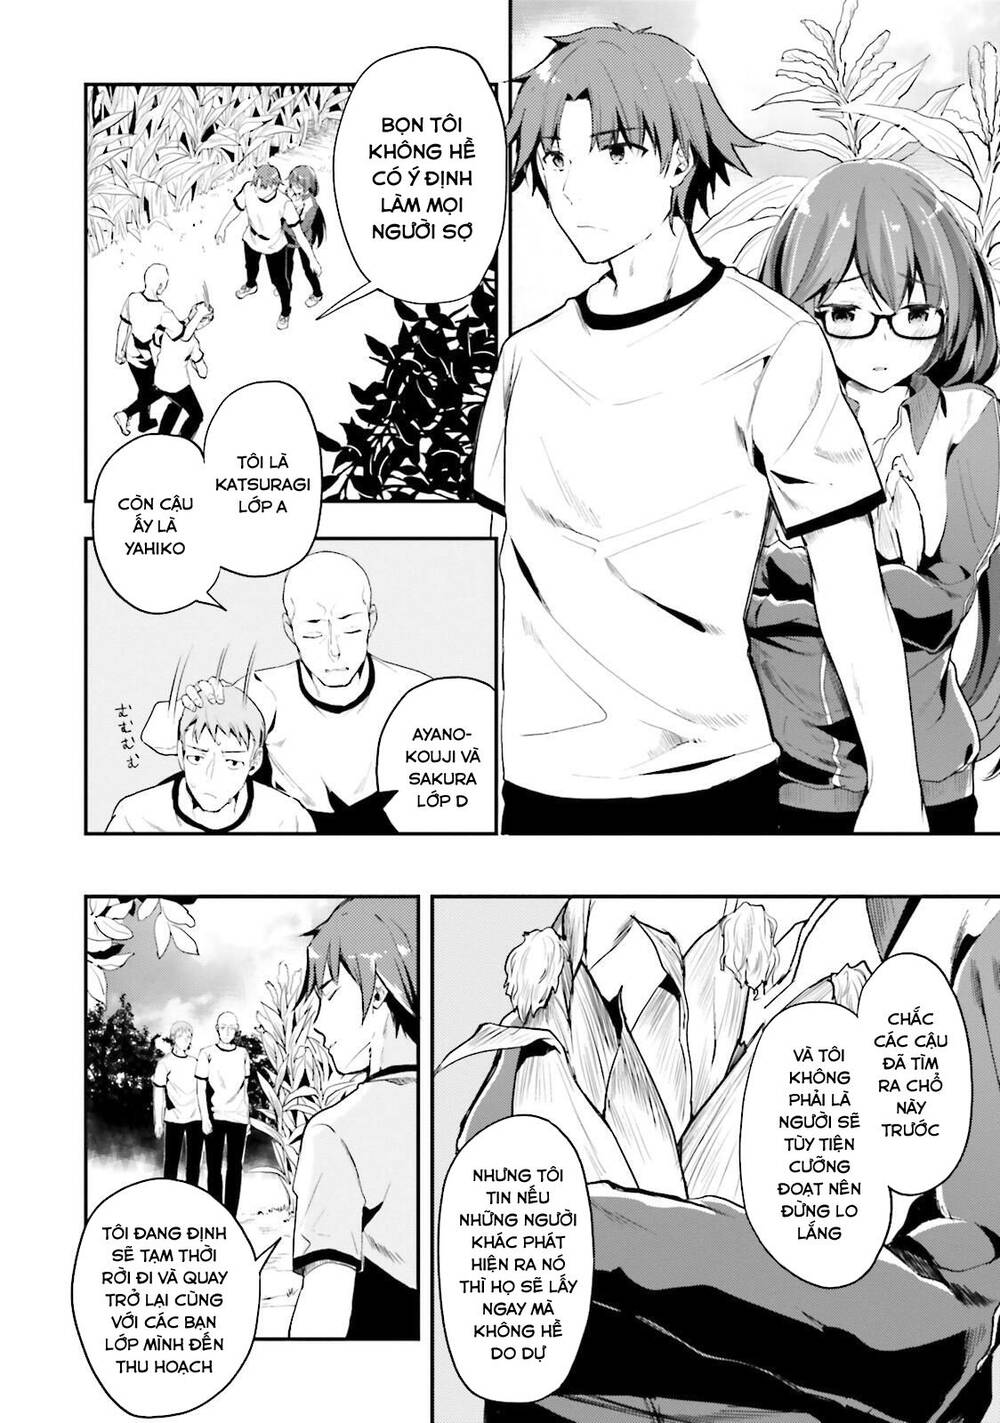 BỌN TÔI
KHÔNG HỀ
CÓ Ý ĐỊNH
LÀM MỌI
NGƯỜI SỢ
TÔI LÀ
KATSURAGI
LỚP A
CÒN CẬU
ẤY LÀ
YAHIKO
むむむむ
AYANO-
KOUJI VÀ
SAKURA
LỚP D
CHẮC
CÁC CẬU
ĐÃ TÌM
RA CHỖ
NÀY
TRƯỚC
VÀ TÔI
KHÔNG
PHẢI LÀ
NGƯỜI SẼ
TÙY TIỆN
CƯỠNG
ĐOẠT NÊN
ĐỪNG LO
LẮNG
NHƯNG TÔI
TIN NẾU
NHỮNG NGƯỜI
KHÁC PHÁT
HIỆN RA NÓ
THÌ HỌ SẼ LẤY
NGAY MÀ
KHÔNG HỀ
DO DỰ
TÔI ĐANG ĐỊNH
SẼ TẠM THỜI
RỜI ĐI VÀ QUAY
TRỞ LẠI CÙNG
VỚI CÁC BẠN
LỚP MÌNH ĐẾN
THU HOẠCH